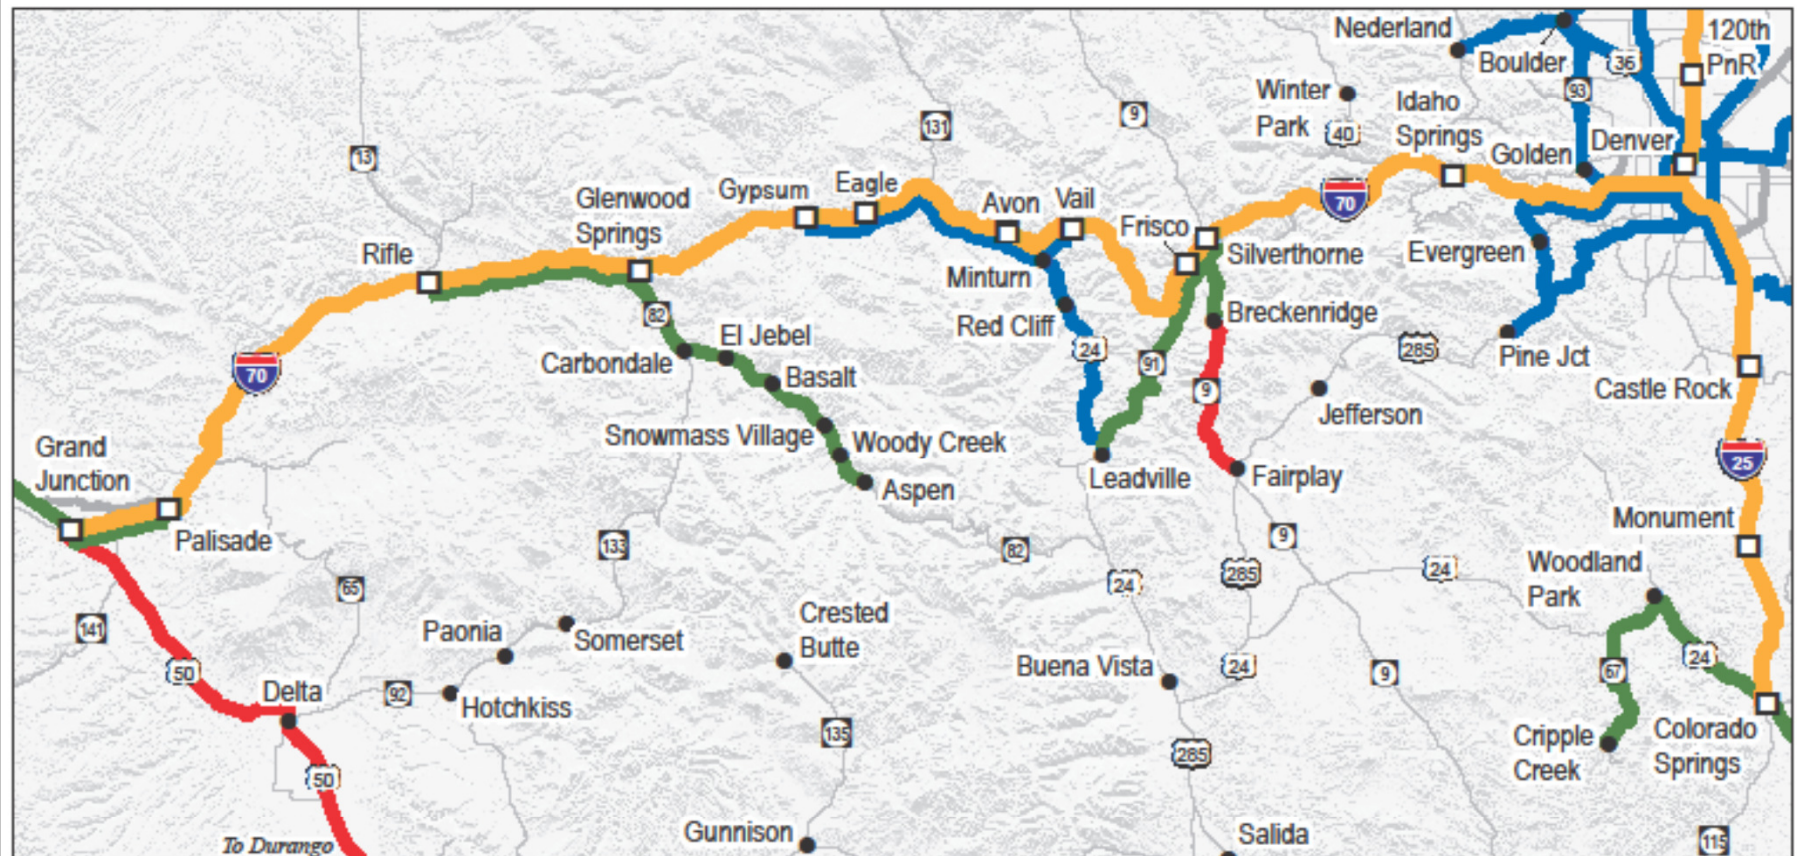 Nederland
120th
PnR
Boulder
36
93
Winter
Park
40
Idaho
Springs
Golden
Denver
131
9
13
Glenwood
Springs
Gypsum
Eagle
Avon
Vail
Frisco
70
Rifle
Silverthorne
Evergreen
Minturn
82
Red Cliff
Breckenridge
El Jebel
Carbondale
24
91
285
Pine Jct
70
Basalt
9
Jefferson
Castle Rock
Snowmass Village
Woody Creek
Grand
Junction
Leadville
Fairplay
25
Aspen
Monument
Palisade
133
82
9
65
24
285
24
Woodland
Park
141
Paonia
Somerset
Crested
Butte
Buena Vista
24
9
67
24
50
Delta
92
Hotchkiss
135
285
Cripple
Creek
Colorado
Springs
50
To Durango
Gunnison
Salida
115